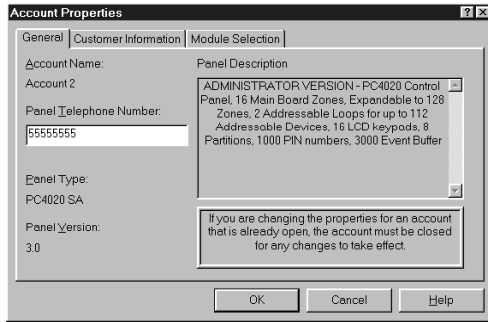 Account Properties
General
Customer Information
Module Selection
Account Name:
Account 2
Panel Telephone Number:
55555555
Panel Type:
PC4020 SA
Panel Version:
3.0
Panel Description
ADMINISTRATOR VERSION - PC4020 Control
Panel, 16 Main Board Zones, Expandable to 128
Zones, 2 Addressable Loops for up to 112
Addressable Devices, 16 LCD keypads, 8
Partitions, 1000 PIN numbers, 3000 Event Buffer
If you are changing the properties for an account
that is already open, the account must be closed
for any changes to take effect.
OK
Cancel
Help